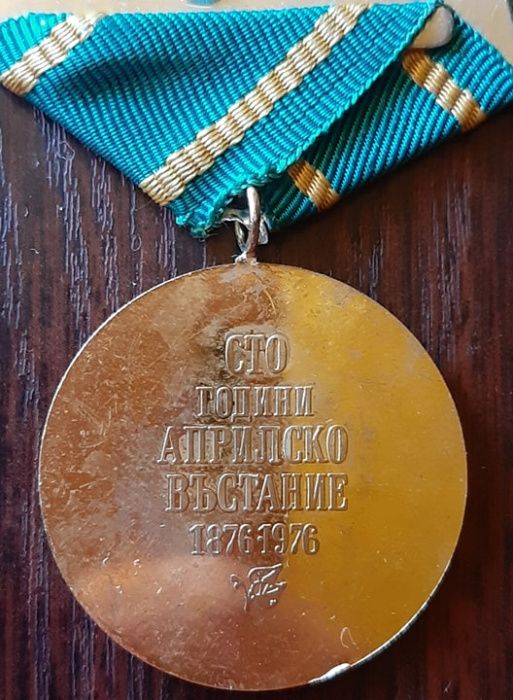 СТО
ГОДИНИ
АПРИЛСКО
ВЪСТАНИЕ
1876-1976